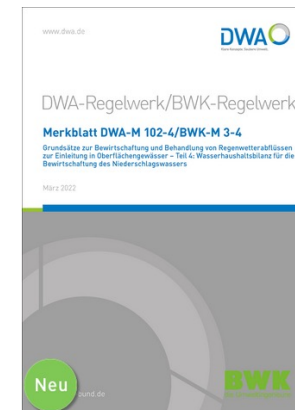 www.dwa.de
DWA
DWA-Regelwerk/BWK-Regelwerk
Merkblatt DWA-M 102-4/BWK-M 3-4
Grundsätze zur Bewirtschaftung und Behandlung von Regenwetterabflüssen
zur Einleitung in Oberflächengewässer – Teil 4: Wasserhaushaltsbilanz für die
Bewirtschaftung des Niederschlagswassers
März 2022
BWK
Neu